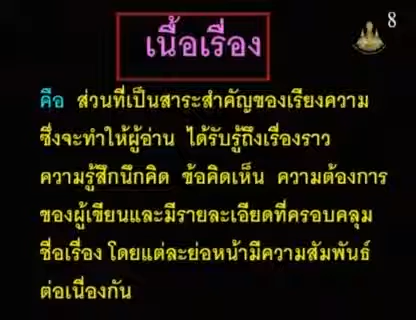 8
เนื้อเรื่อง
คือ ส่วนที่เป็นสาระสำคัญของเรียงความ
ซึ่งจะทำให้ผู้อ่าน ได้รับรู้ถึงเรื่องราว
ความรู้สึกนึกคิด ข้อคิดเห็น ความต้องการ
ของผู้เขียนและมีรายละเอียดที่ครอบคลุม
ชื่อเรื่อง โดยแต่ละย่อหน้ามีความสัมพันธ์
ต่อเนื่องกัน